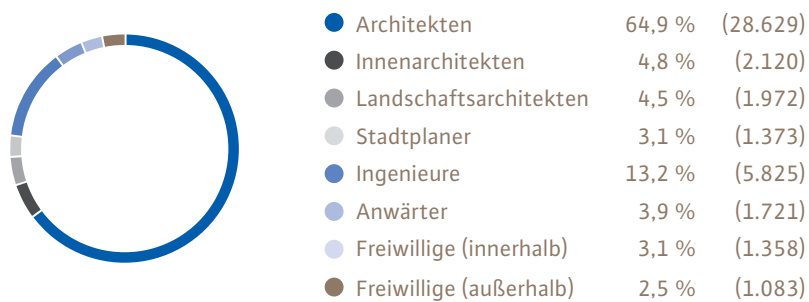 Architekten 64,9 % (28.629)
Innenarchitekten 4,8 % (2.120)
Landschaftsarchitekten 4,5 % (1.972)
Stadtplaner 3,1 % (1.373)
Ingenieure 13,2 % (5.825)
Anwärter 3,9 % (1.721)
Freiwillige (innerhalb) 3,1 % (1.358)
Freiwillige (außerhalb) 2,5 % (1.083)